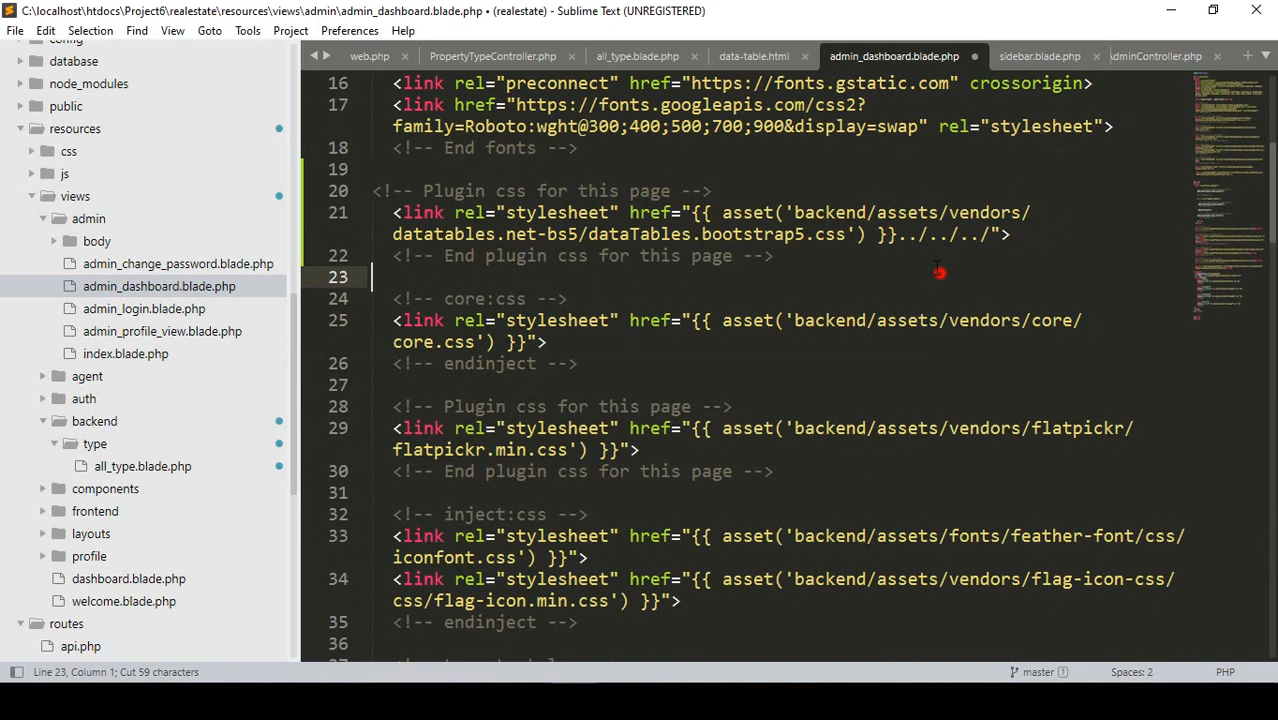 C:\localhost\htdocs\Project6\realestate\resources\views\admin\admin_dashboard.blade.php • (realestate) - Sublime Text (UNREGISTERED)
File Edit Selection Find View Goto Tools Project Preferences Help
web.php PropertyTypeController.php all_type.blade.php data-table.html admin_dashboard.blade.php sidebar.blade.php dminController.php
config
database
node_modules
public
resources
css
js
views
admin
body
admin_change_password.blade.php
admin_dashboard.blade.php
admin_login.blade.php
admin_profile_view.blade.php
index.blade.php
agent
auth
backend
type
all_type.blade.php
components
frontend
layouts
profile
dashboard.blade.php
welcome.blade.php
routes
api.php
16 <link rel="preconnect" href="https://fonts.gstatic.com" crossorigin>
17 <link href="https://fonts.googleapis.com/css2?
family=Roboto:wght@300;400;500;700;900&display=swap" rel="stylesheet">
18 <!-- End fonts -->
19
20 <!-- Plugin css for this page -->
21 <link rel="stylesheet" href="{{ asset('backend/assets/vendors/
datatables.net-bs5/dataTables.bootstrap5.css') }}../../../">
22 <!-- End plugin css for this page -->
23
24 <!-- core:css -->
25 <link rel="stylesheet" href="{{ asset('backend/assets/vendors/core/
core.css') }}">
26 <!-- endinject -->
27
28 <!-- Plugin css for this page -->
29 <link rel="stylesheet" href="{{ asset('backend/assets/vendors/flatpickr/
flatpickr.min.css') }}">
30 <!-- End plugin css for this page -->
31
32 <!-- inject:css -->
33 <link rel="stylesheet" href="{{ asset('backend/assets/fonts/feather-font/css/
iconfont.css') }}">
34 <link rel="stylesheet" href="{{ asset('backend/assets/vendors/flag-icon-css/
css/flag-icon.min.css') }}">
35 <!-- endinject -->
36
Line 23, Column 1; Cut 59 characters master 1 Spaces: 2 PHP